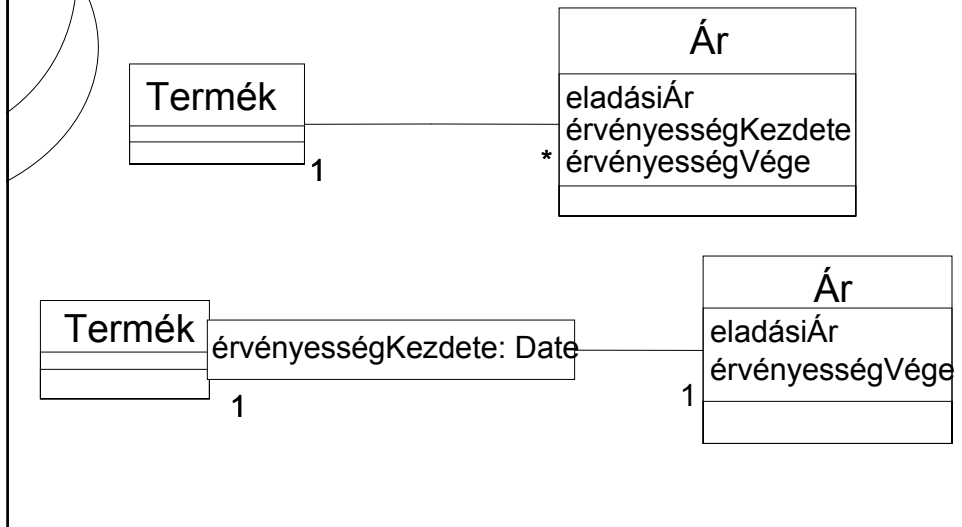 Termék
1
*
Ár
eladásiÁr
érvényességKezdete
érvényességVége
Termék
érvényességKezdete: Date
1
1
Ár
eladásiÁr
érvényességVége